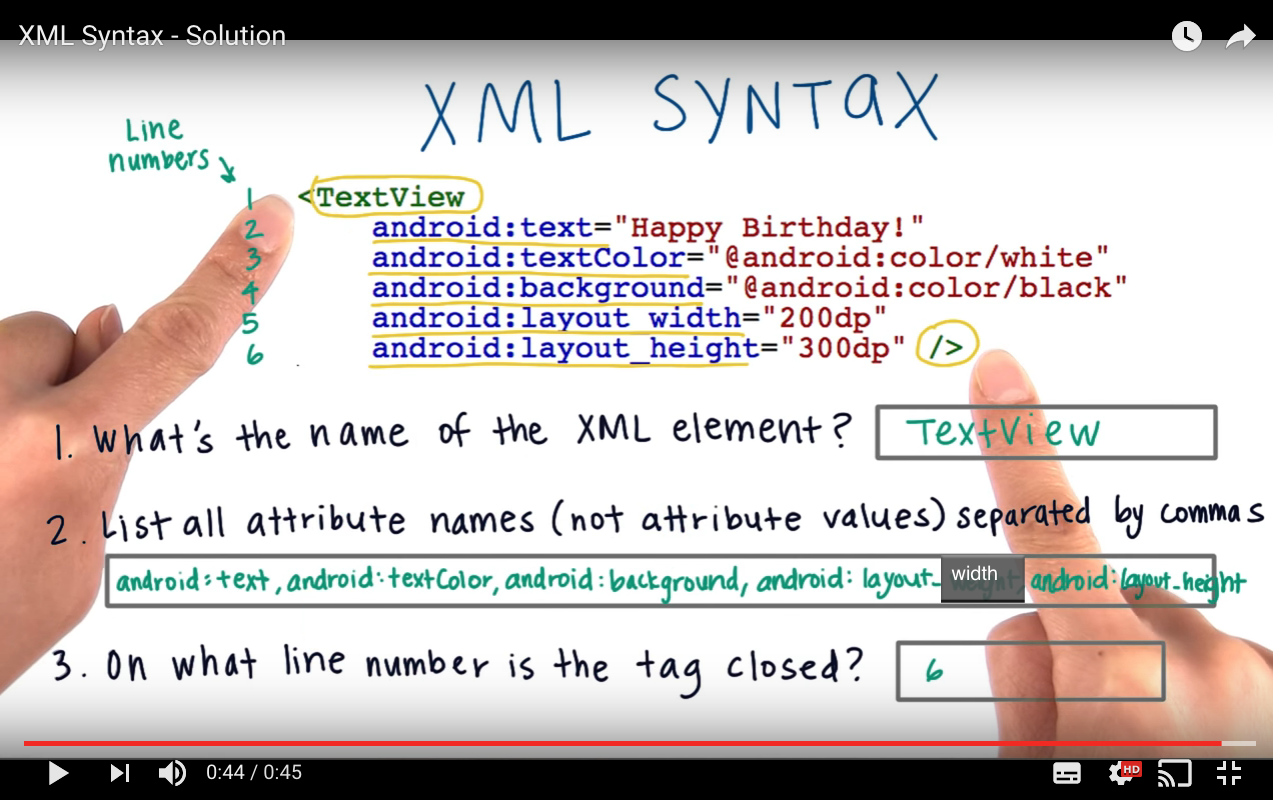 XML Syntax - Solution
XML SYNTAX
Line
numbers
1 <TextView
2 android:text="Happy Birthday!"
3 android:textColor="@android:color/white"
4 android:background="@android:color/black"
5 android:layout_width="200dp"
6 android:layout_height="300dp" />
1. What's the name of the XML element? TextView
2. List all attribute names (not attribute values) separated by commas
android:text, android:textColor, android:background, android:layout_ width android:layout_height
3. On what line number is the tag closed? 6
0:44 / 0:45
HD